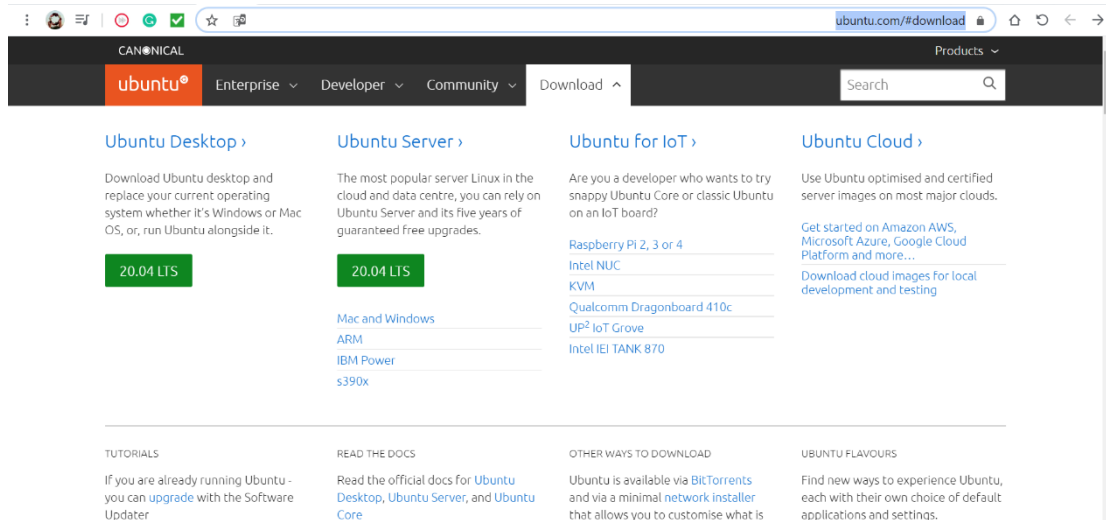 ubuntu.com/#download
CANONICAL
Products
ubuntu
Enterprise
Developer
Community
Download
Search
Ubuntu Desktop ›
Download Ubuntu desktop and
replace your current operating
system whether it's Windows or Mac
OS, or, run Ubuntu alongside it.
20.04 LTS
Ubuntu Server ›
The most popular server Linux in the
cloud and data centre, you can rely on
Ubuntu Server and its five years of
guaranteed free upgrades.
20.04 LTS
Mac and Windows
ARM
IBM Power
s390x
Ubuntu for IoT ›
Are you a developer who wants to try
snappy Ubuntu Core or classic Ubuntu
on an IoT board?
Raspberry Pi 2, 3 or 4
Intel NUC
KVM
Qualcomm Dragonboard 410c
UP² IoT Grove
Intel IEI TANK 870
Ubuntu Cloud ›
Use Ubuntu optimised and certified
server images on most major clouds.
Get started on Amazon AWS,
Microsoft Azure, Google Cloud
Platform and more…
Download cloud images for local
development and testing
TUTORIALS
If you are already running Ubuntu -
you can upgrade with the Software
Updater
READ THE DOCS
Read the official docs for Ubuntu
Desktop, Ubuntu Server, and Ubuntu
Core
OTHER WAYS TO DOWNLOAD
Ubuntu is available via BitTorrents
and via a minimal network installer
that allows you to customise what is
UBUNTU FLAVOURS
Find new ways to experience Ubuntu,
each with their own choice of default
applications and settings.